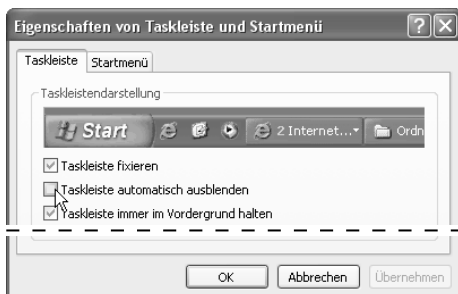 Eigenschaften von Taskleiste und Startmenü
Taskleiste Startmenü
Taskleistendarstellung
Start 2 Internet... Ordn
Taskleiste fixieren
Taskleiste automatisch ausblenden
Taskleiste immer im Vordergrund halten
OK Abbrechen Übernehmen